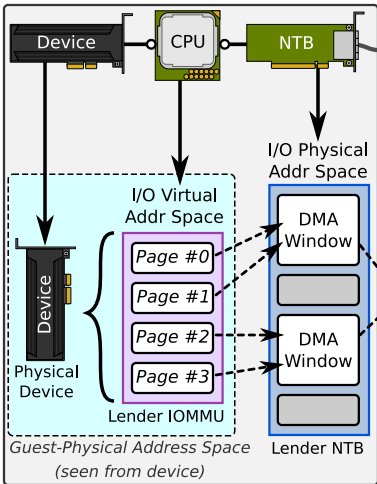 Device
CPU
NTB
I/O Physical
Addr Space
I/O Virtual
Addr Space
Device
Physical
Device
Page #0
Page #1
Page #2
Page #3
Lender IOMMU
DMA
Window
DMA
Window
Lender NTB
Guest-Physical Address Space
(seen from device)